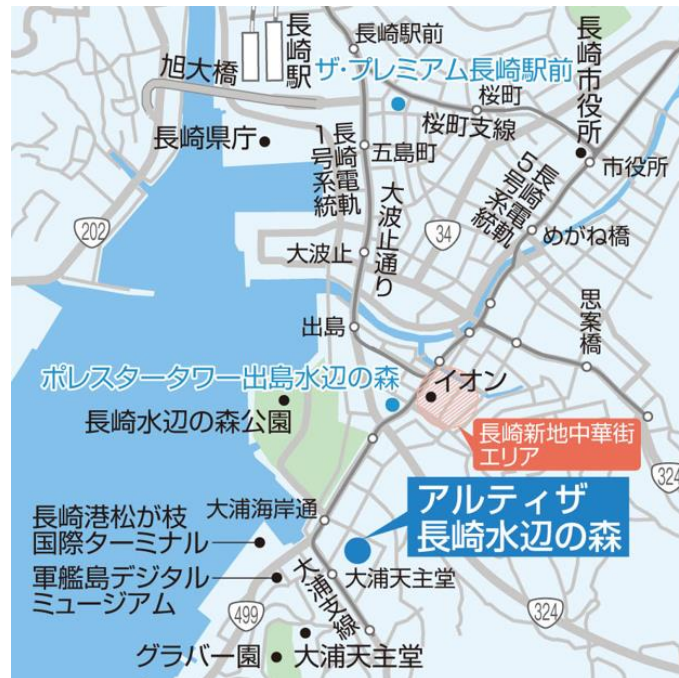 長崎駅
長崎駅前
旭大橋
ザ・プレミアム長崎駅前
桜町
桜町支線
長崎市役所
市役所
長崎県庁
長崎電軌
1号系統
五島町
大波止通り
長崎電軌
5号系統
202
34
めがね橋
大波止
思案橋
出島
ポレスタータワー出島水辺の森
イオン
長崎水辺の森公園
長崎新地中華街
エリア
324
アルティザ
長崎水辺の森
大浦海岸通
長崎港松が枝
国際ターミナル
軍艦島デジタル
ミュージアム
大浦天主堂
大浦支線
499
324
グラバー園
大浦天主堂